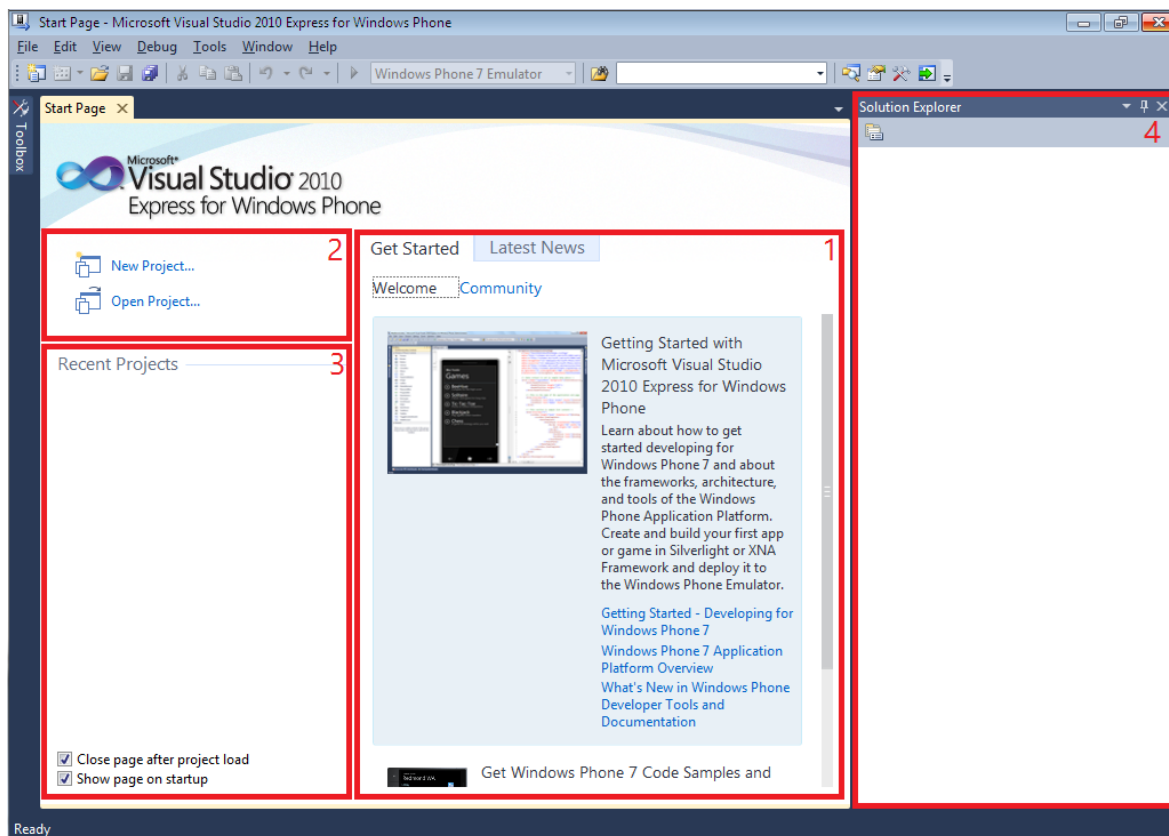 Start Page - Microsoft Visual Studio 2010 Express for Windows Phone
File Edit View Debug Tools Window Help
Windows Phone 7 Emulator
Toolbox
Start Page
Solution Explorer
4
Microsoft®
Visual Studio® 2010
Express for Windows Phone
2
New Project...
Open Project...
3
Recent Projects
Close page after project load
Show page on startup
1
Get Started Latest News
Welcome Community
Getting Started with
Microsoft Visual Studio
2010 Express for Windows
Phone
Learn about how to get
started developing for
Windows Phone 7 and about
the frameworks, architecture,
and tools of the Windows
Phone Application Platform.
Create and build your first app
or game in Silverlight or XNA
Framework and deploy it to
the Windows Phone Emulator.
Getting Started - Developing for
Windows Phone 7
Windows Phone 7 Application
Platform Overview
What's New in Windows Phone
Developer Tools and
Documentation
Games
Get Windows Phone 7 Code Samples and
Redmond WA
Ready